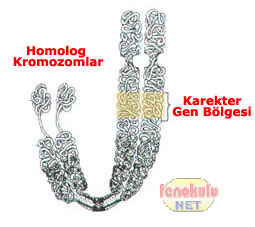 Homolog
Kromozomlar
Karekter
Gen Bölgesi
fenokulu
NET